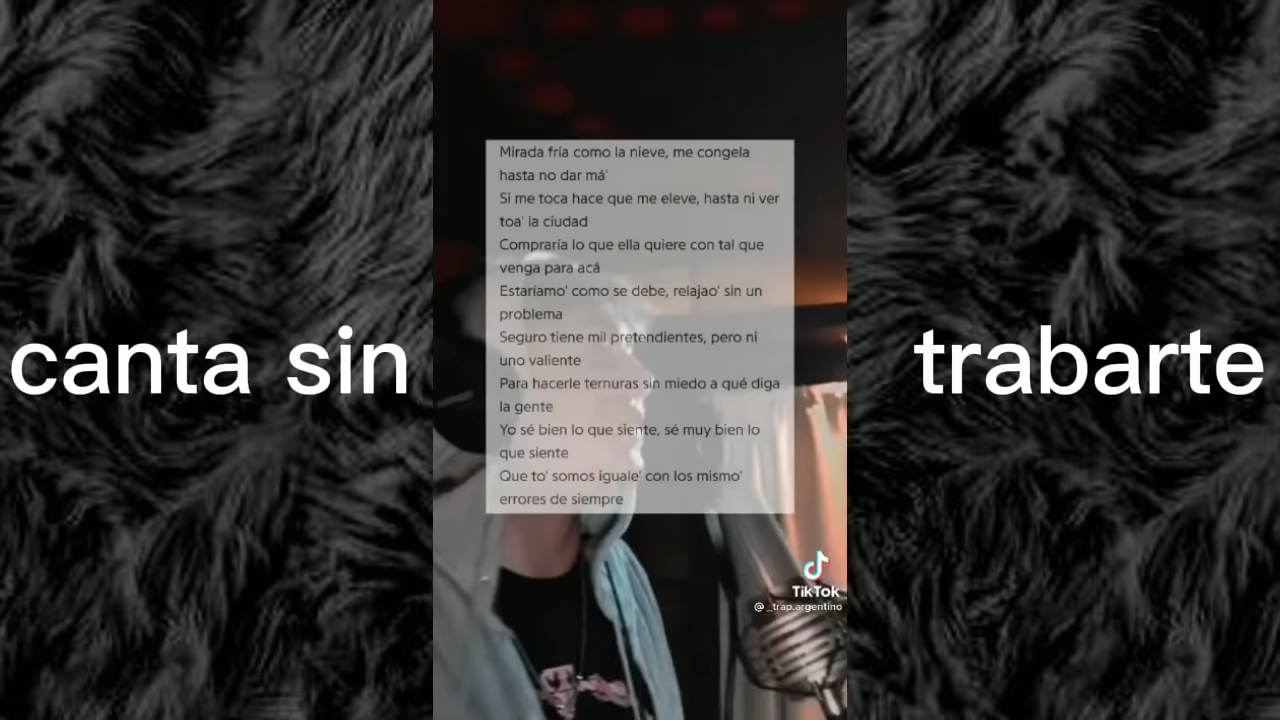 canta sin
trabarte
Mirada fría como la nieve, me congela
hasta no dar má'
Si me toca hace que me eleve, hasta ni ver
toa' la ciudad
Compraría lo que ella quiere con tal que
venga para acá
Estaríamo' como se debe, relajao' sin un
problema
Seguro tiene mil pretendientes, pero ni
uno valiente
Para hacerle ternuras sin miedo a qué diga
la gente
Yo sé bien lo que siente, sé muy bien lo
que siente
Que to' somos iguale' con los mismo'
errores de siempre
TikTok
@ _trap.argentino